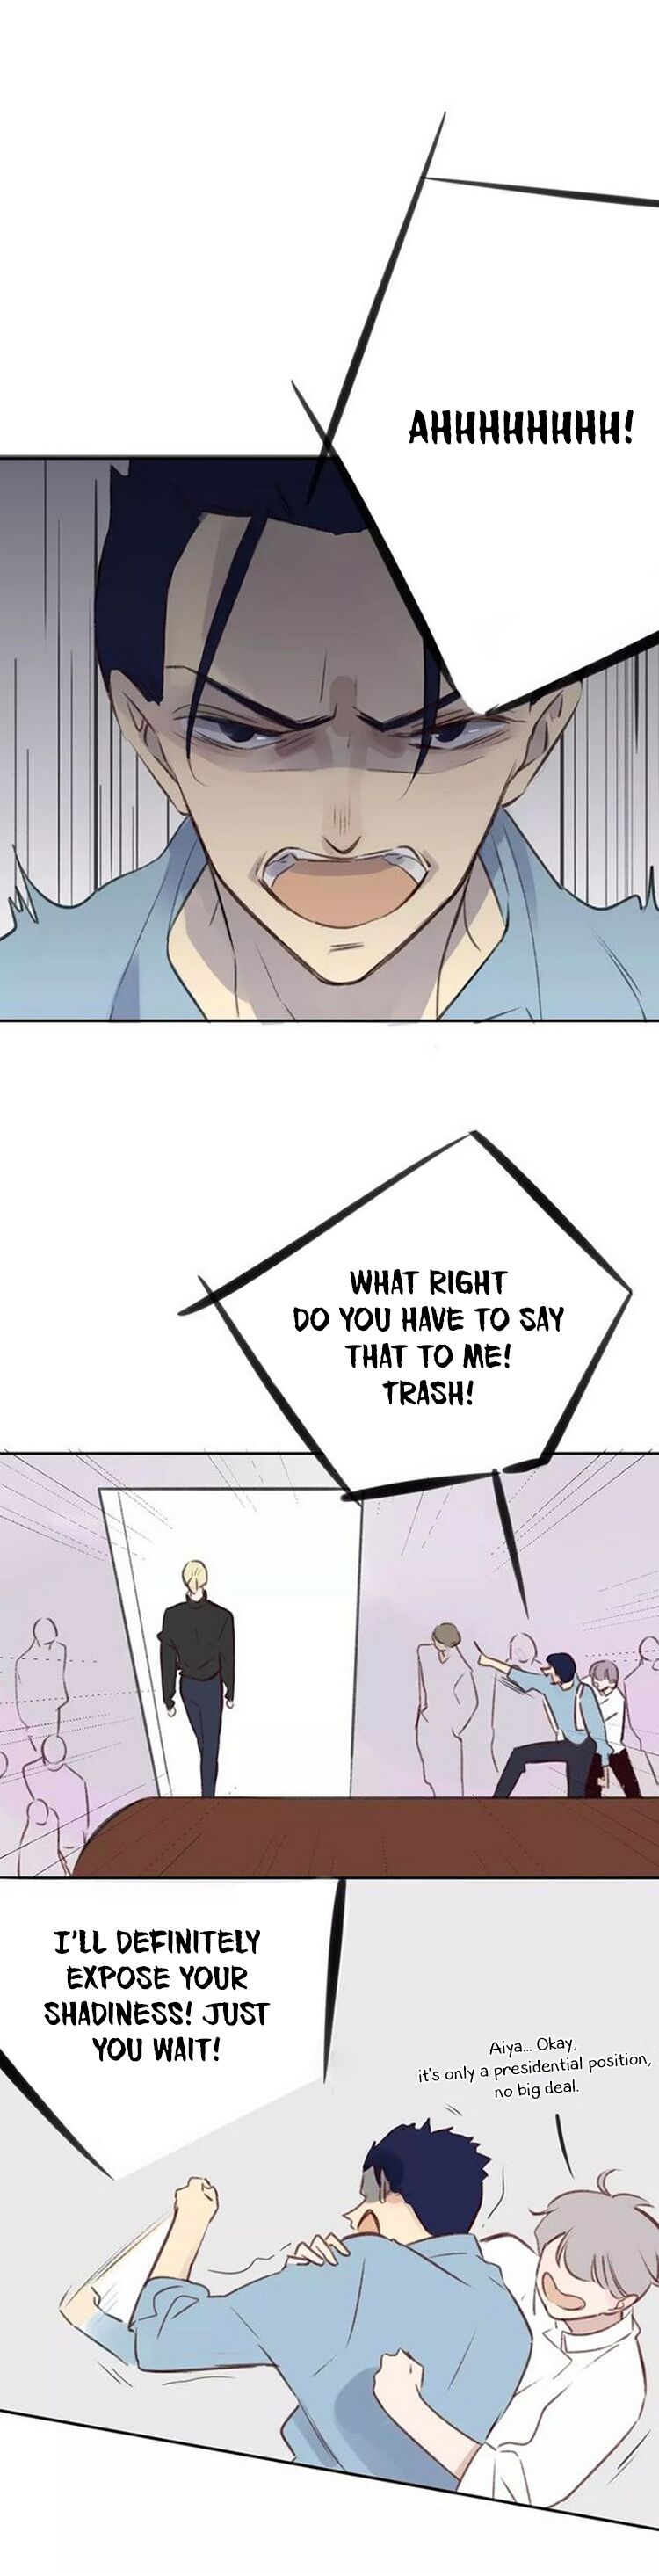 AHHHHHHHH!
WHAT RIGHT
DO YOU HAVE TO SAY
THAT TO ME!
TRASH!
I'LL DEFINITELY
EXPOSE YOUR
SHADINESS! JUST
YOU WAIT!
Aiya... Okay,
it's only a presidential position,
no big deal.